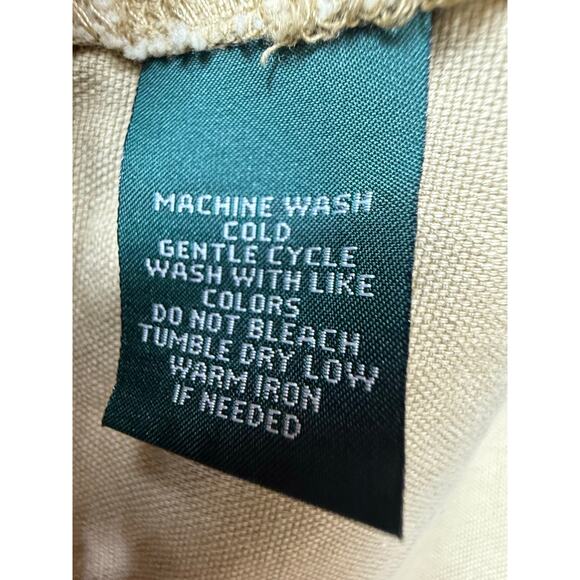 MACHINE WASH
COLD
GENTLE CYCLE
WASH WITH LIKE
COLORS
DO NOT BLEACH
TUMBLE DRY LOW
WARM IRON
IF NEEDED